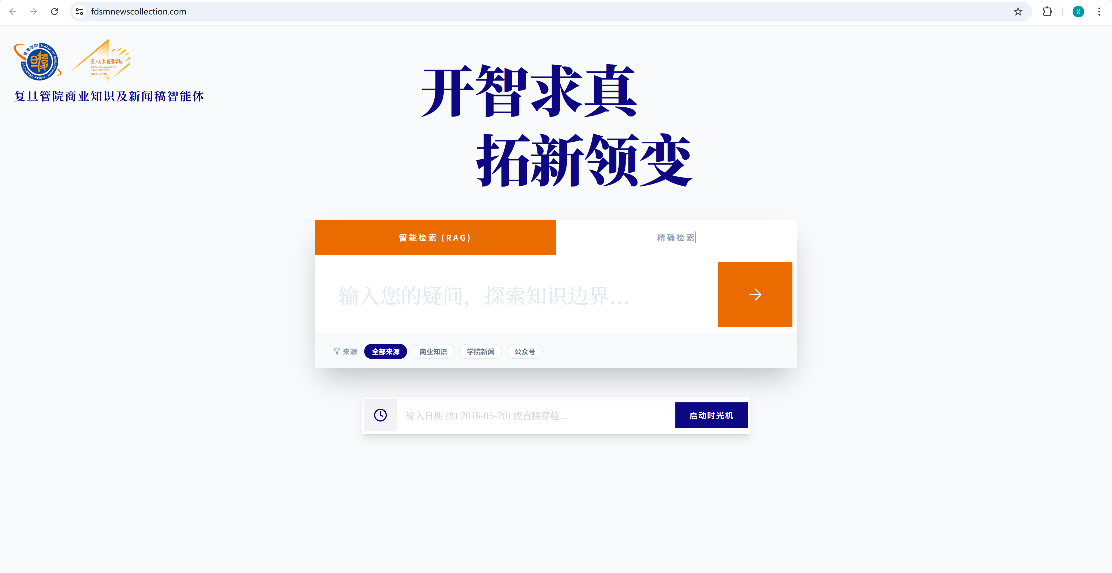 fdsmnewscollection.com
X
复旦管院商业知识及新闻稿智能体
开智求真
拓新领变
智能检索 (RAG)
精确检索
输入您的疑问，探索知识边界...
来源
全部来源
商业知识
学院新闻
公众号
输入日期 (如 2018-05-20) 或直接穿越...
启动时光机